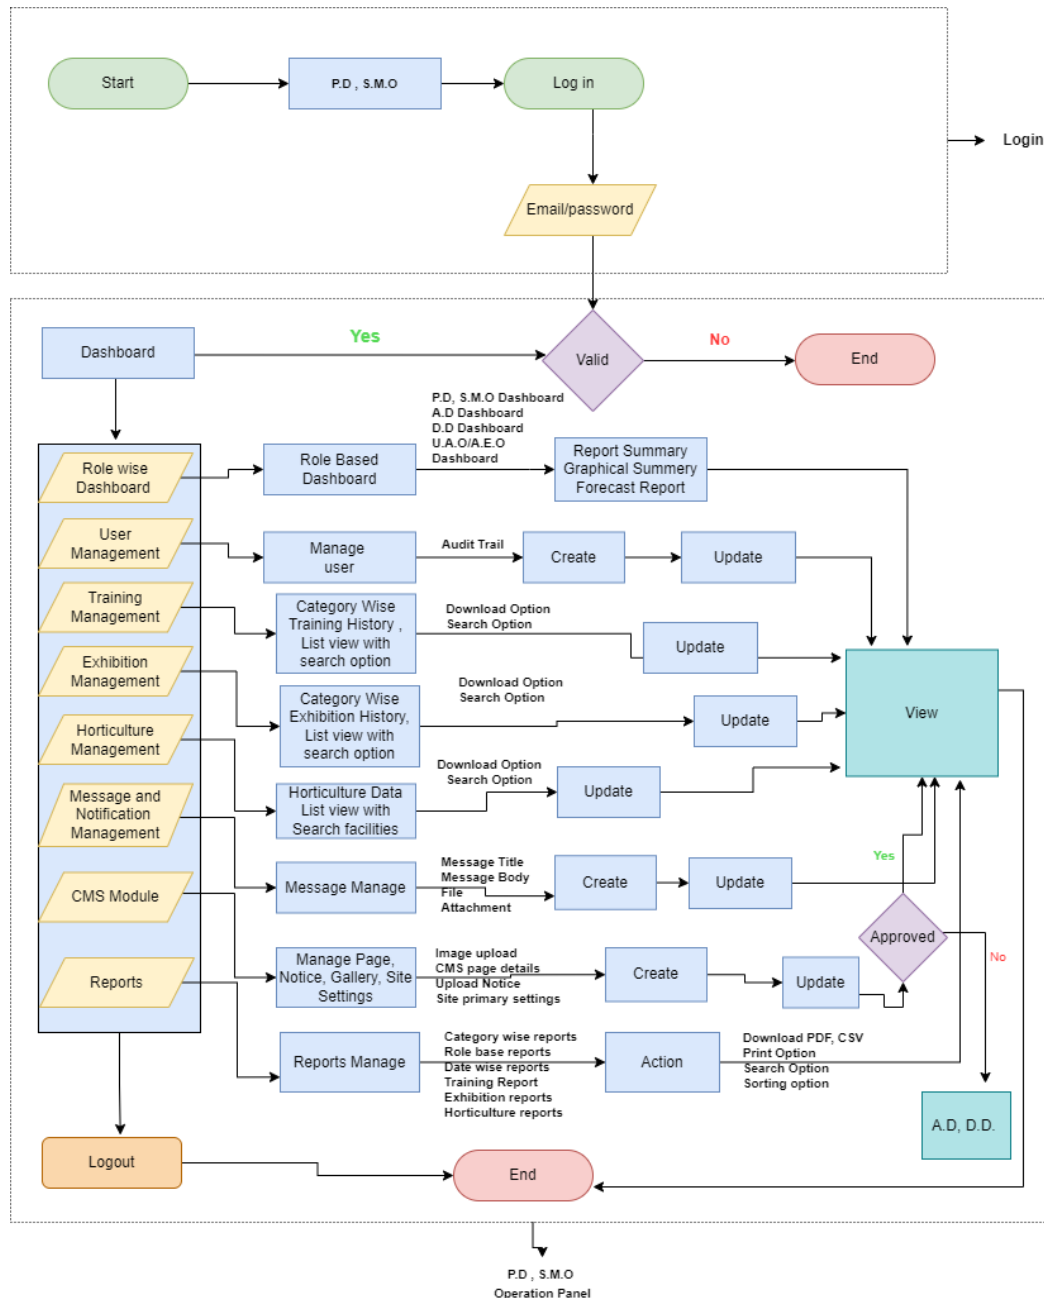 Start
P.D , S.M.O
Log in
Login
Email/password
Dashboard
Yes
Valid
No
End
P.D, S.M.O Dashboard
A.D Dashboard
D.D Dashboard
U.A.O/A.E.O
Dashboard
Role wise
Dashboard
Role Based
Dashboard
Report Summary
Graphical Summery
Forecast Report
User
Management
Manage
user
Audit Trail
Create
Update
Training
Management
Category Wise
Training History ,
List view with
search option
Download Option
Search Option
Update
Exhibition
Management
Category Wise
Exhibition History,
List view with
search option
Download Option
Search Option
Update
View
Horticulture
Management
Horticulture Data
List view with
Search facilities
Download Option
Search Option
Update
Message and
Notification
Management
Message Manage
Message Title
Message Body
File
Attachment
Create
Update
Yes
CMS Module
Manage Page,
Notice, Gallery, Site
Settings
Image upload
CMS page details
Upload Notice
Site primary settings
Create
Update
Approved
No
Reports
Reports Manage
Category wise reports
Role base reports
Date wise reports
Training Report
Exhibition reports
Horticulture reports
Action
Download PDF, CSV
Print Option
Search Option
Sorting option
A.D, D.D.
Logout
End
P.D , S.M.O
Operation Panel